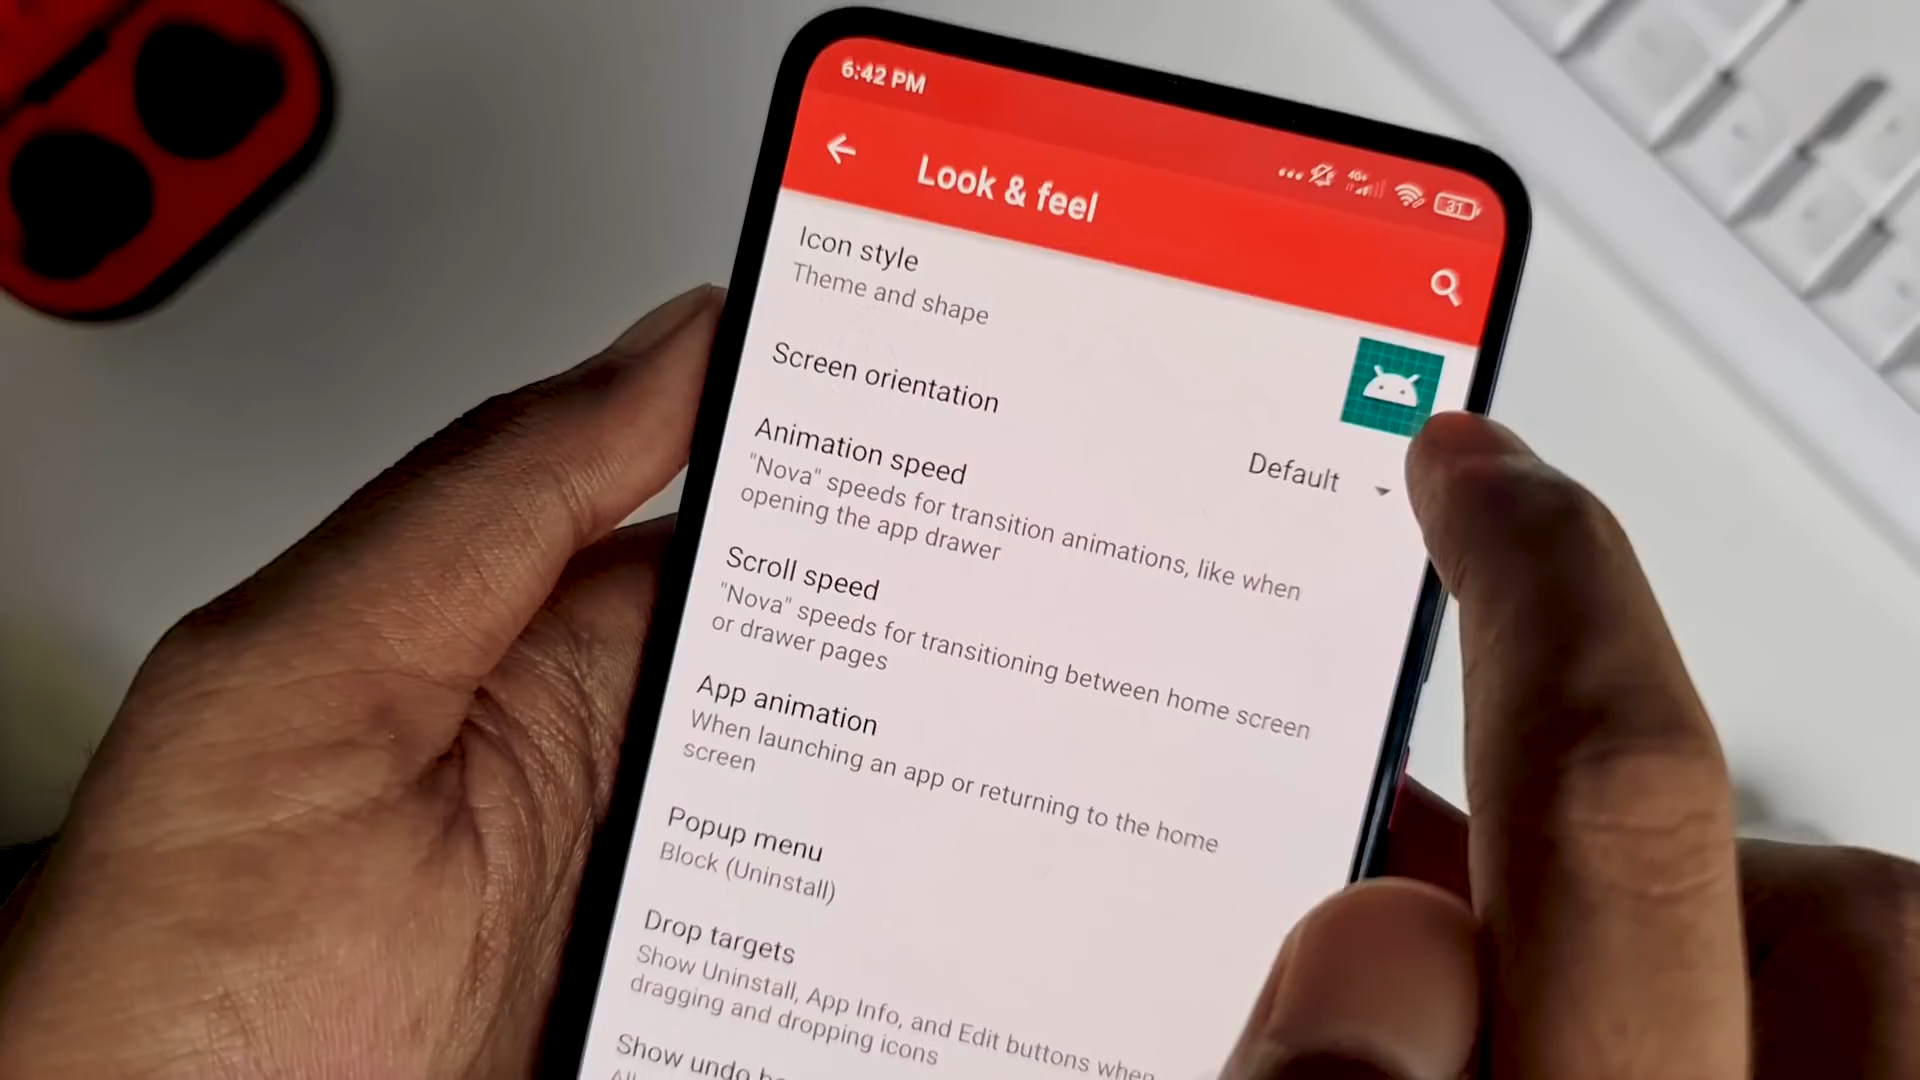 6:42 PM
4G+
31
Look & feel
Icon style
Theme and shape
Screen orientation
Default
Animation speed
"Nova" speeds for transition animations, like when
opening the app drawer
Scroll speed
"Nova" speeds for transitioning between home screen
or drawer pages
App animation
When launching an app or returning to the home
screen
Popup menu
Block (Uninstall)
Drop targets
Show Uninstall, App Info, and Edit buttons when
dragging and dropping icons
Show undo